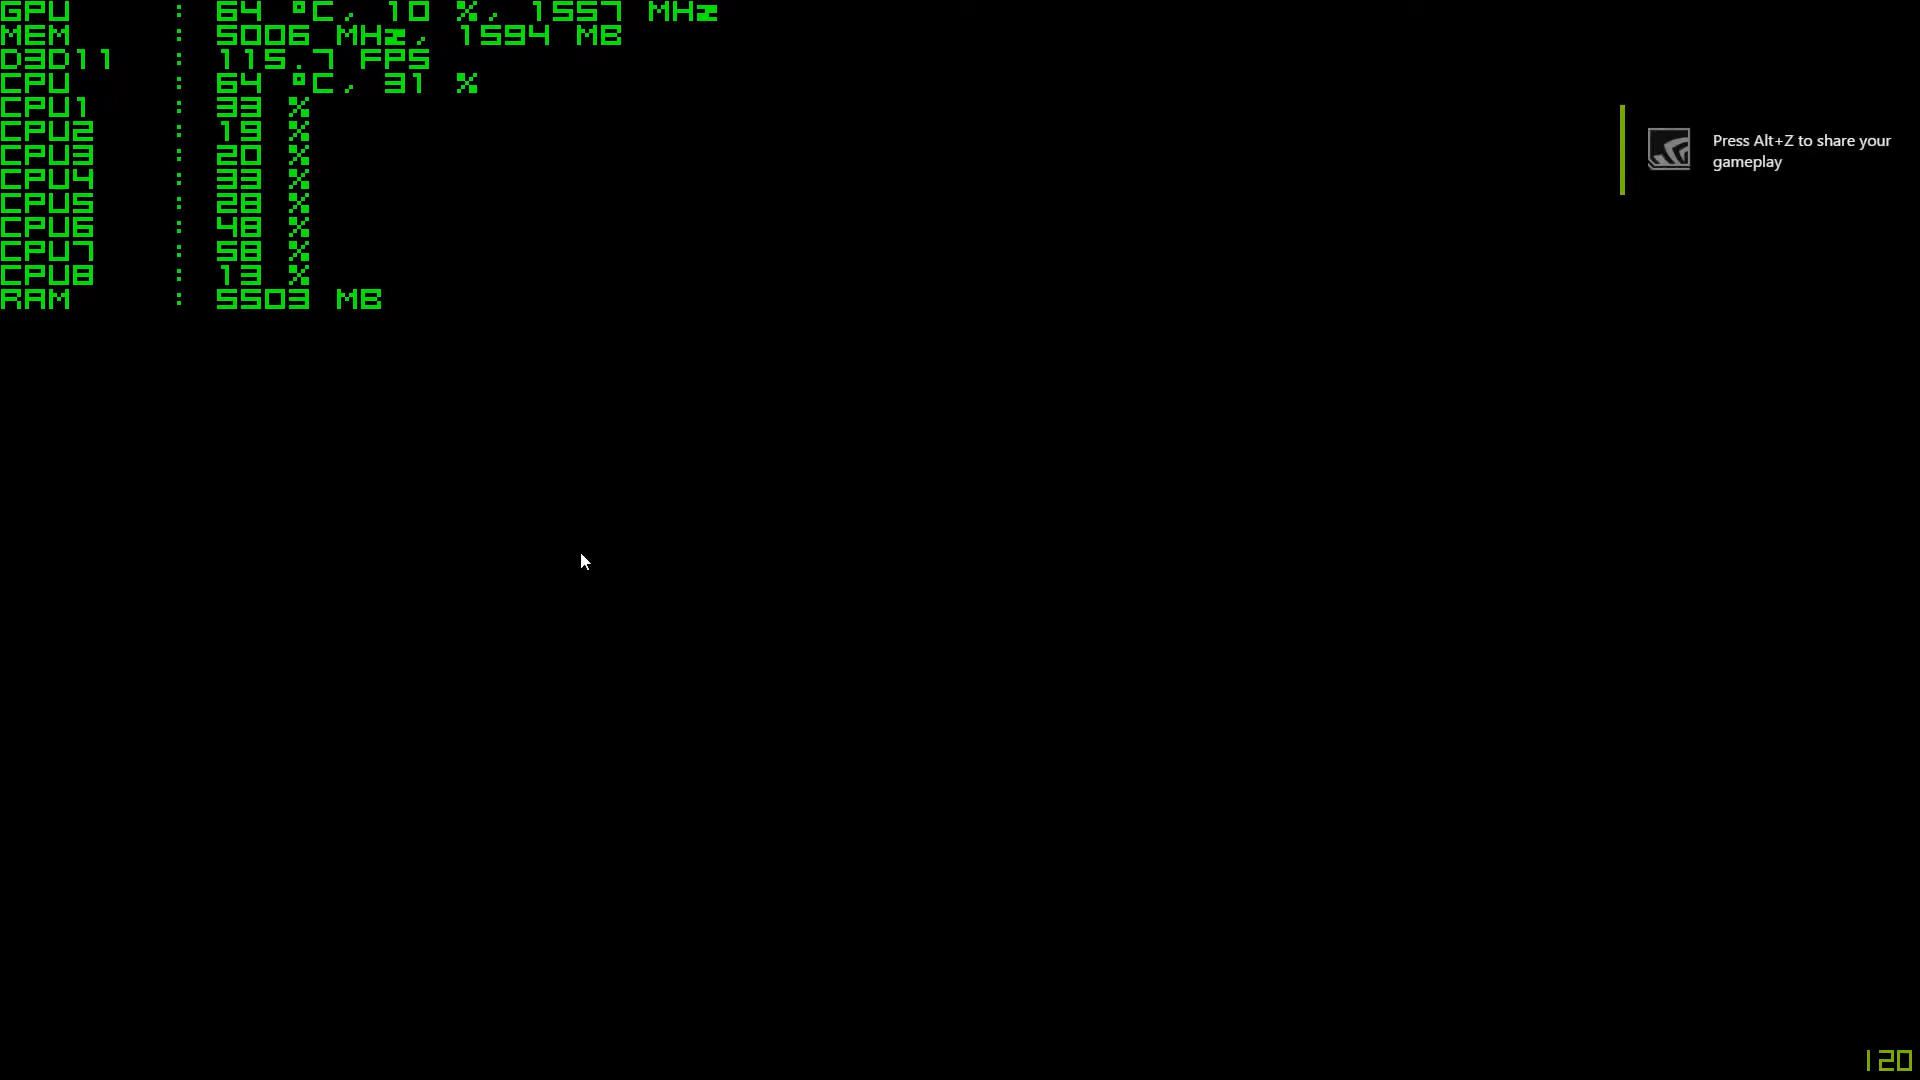 GPU : 64 °C, 10 %, 1557 MHz
MEM : 5006 MHz, 1594 MB
D3D11 : 115.7 FPS
CPU : 64 °C, 31 %
CPU1 : 33 %
CPU2 : 19 %
CPU3 : 20 %
CPU4 : 33 %
CPU5 : 28 %
CPU6 : 48 %
CPU7 : 58 %
CPU8 : 13 %
RAM : 5503 MB
Press Alt+Z to share your
gameplay
120